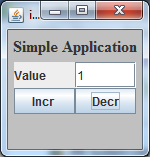 i...
Simple Application
Value 1
Incr Decr